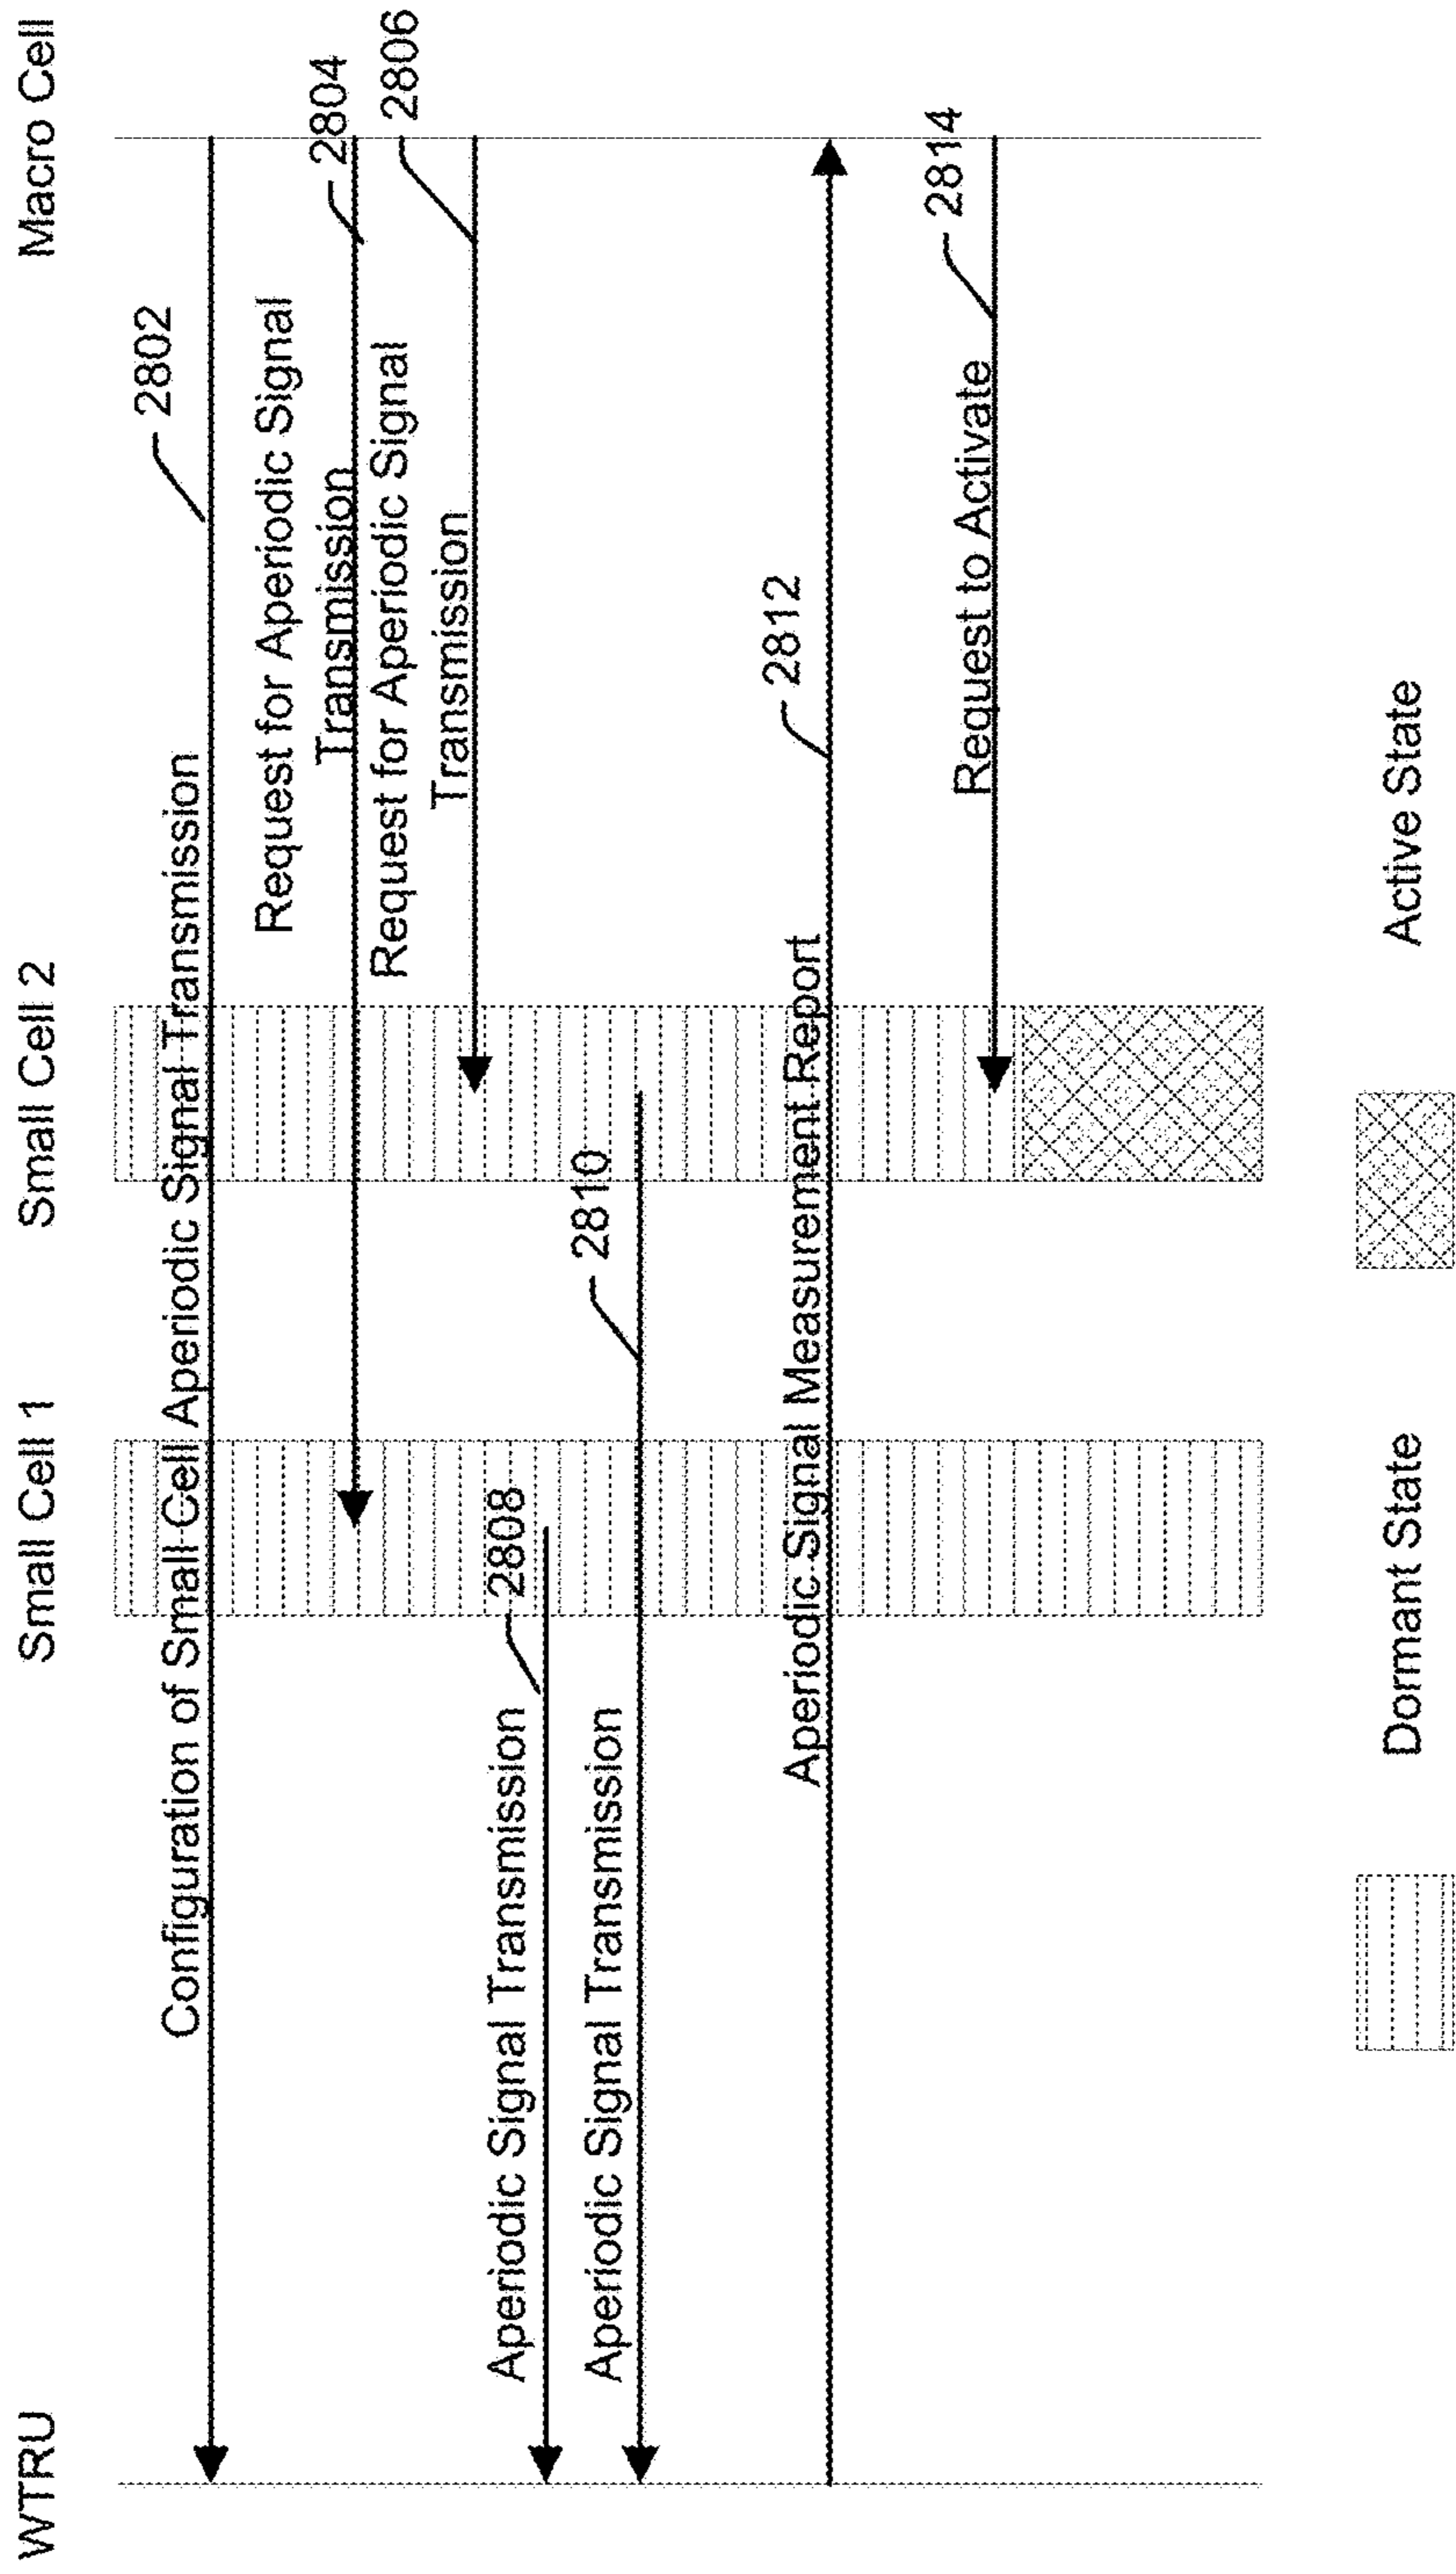 WTRU
Small Cell 1
Small Cell 2
Macro Cell
2802
Configuration of Small Cell Aperiodic Signal Transmission
2804
Request for Aperiodic Signal
Transmission
2806
Request for Aperiodic Signal
Transmission
2808
Aperiodic Signal Transmission
2810
Aperiodic Signal Transmission
2812
Aperiodic Signal Measurement Report
2814
Request to Activate
Dormant State
Active State